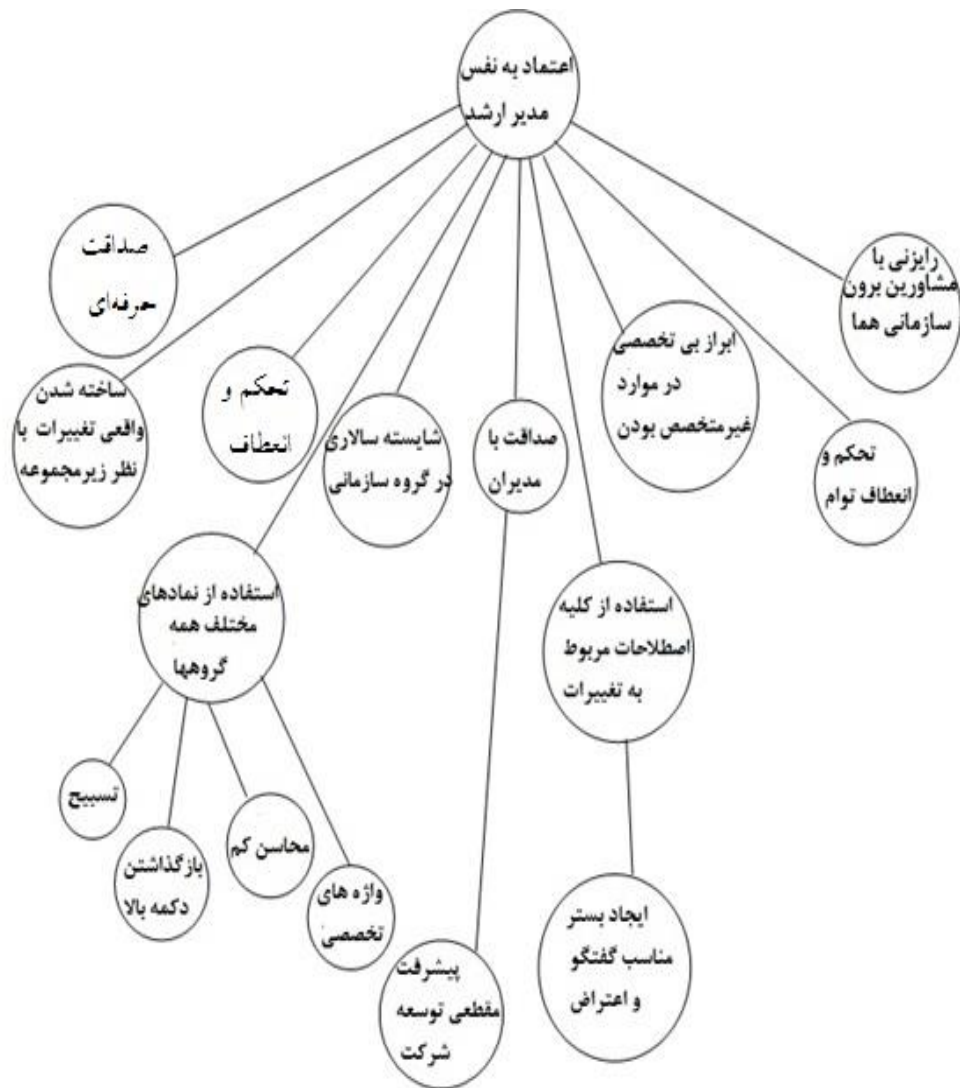 اعتماد به نفس
مدیر ارشد
صداقت
حرفه‌ای
رایزنی با
مشاورین برون
سازمانی هما
ابراز بی تخصصی
در موارد
غیرمتخصص بودن
ساخته شدن
واقعی تغییرات با
نظر زیرمجموعه
تحکم و
انعطاف
شایسته سالاری
در گروه سازمانی
صداقت با
مدیران
تحکم و
انعطاف توام
استفاده از نمادهای
مختلف همه
گروهها
استفاده از کلیه
اصطلاحات مربوط
به تغییرات
تسبیح
بازگذاشتن
دکمه بالا
محاسن کم
واژه های
تخصصی
پیشرفت
مقطعی توسعه
شرکت
ایجاد بستر
مناسب گفتگو
و اعتراض